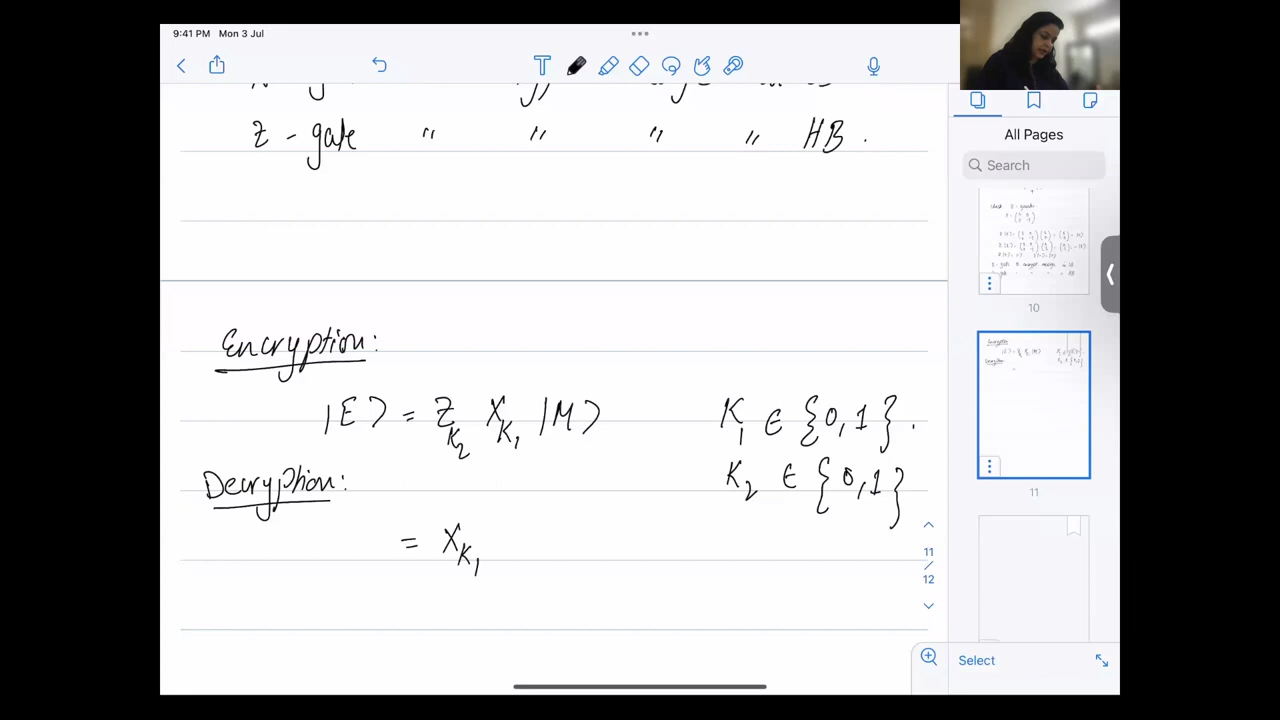 9:41 PM Mon 3 Jul
All Pages
Search
Z - gate " " " " HB.
10
Encryption:
|E⟩ = Z_K₂ X_K₁ |M⟩ K₁ ∈ {0,1}.
Decryption: K₂ ∈ {0,1}
= X_K₁
11
11
/
12
Select